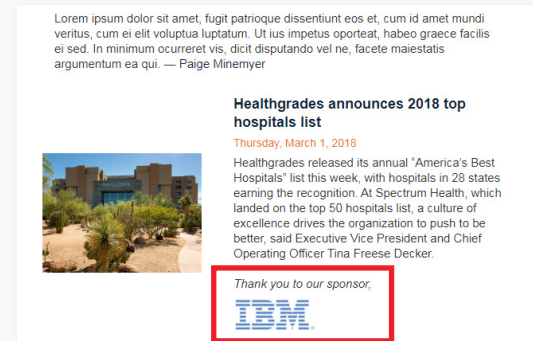 Lorem ipsum dolor sit amet, fugit patrioque dissentiunt eos et, cum id amet mundi
veritus, cum ei elit voluptua luptatum. Ut ius impetus oporteat, habeo graece facilis
ei sed. In minimum ocurreret vis, dicit disputando vel ne, facete maiestatis
argumentum ea qui. — Paige Minemyer
Healthgrades announces 2018 top
hospitals list
Thursday, March 1, 2018
Healthgrades released its annual “America’s Best
Hospitals” list this week, with hospitals in 28 states
earning the recognition. At Spectrum Health, which
landed on the top 50 hospitals list, a culture of
excellence drives the organization to push to be
better, said Executive Vice President and Chief
Operating Officer Tina Freese Decker.
Thank you to our sponsor,
IBM.